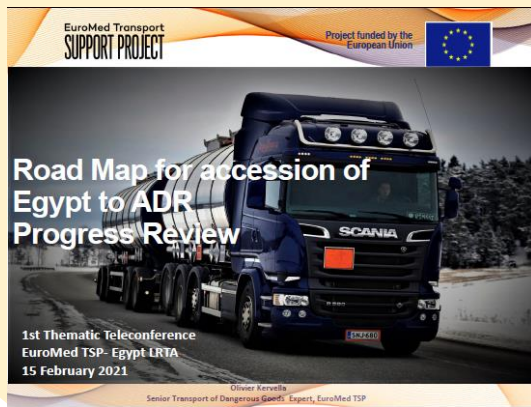 EuroMed Transport
SUPPORT PROJECT
Project funded by the
European Union
Road Map for accession of
Egypt to ADR
Progress Review
SCANIA
1st Thematic Teleconference
EuroMed TSP- Egypt LRTA
15 February 2021
Olivier Kervella
Senior Transport of Dangerous Goods Expert, EuroMed TSP